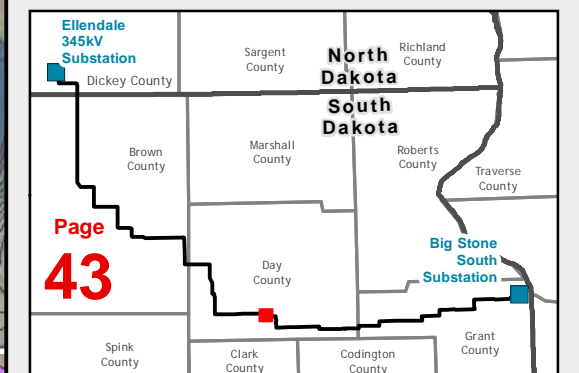 Ellendale
345kV
Substation
Dickey County
Sargent
County
North
Dakota
Richland
County
South
Dakota
Brown
County
Marshall
County
Roberts
County
Traverse
County
Page
43
Day
County
Big Stone
South
Substation
Spink
County
Clark
County
Codington
County
Grant
County